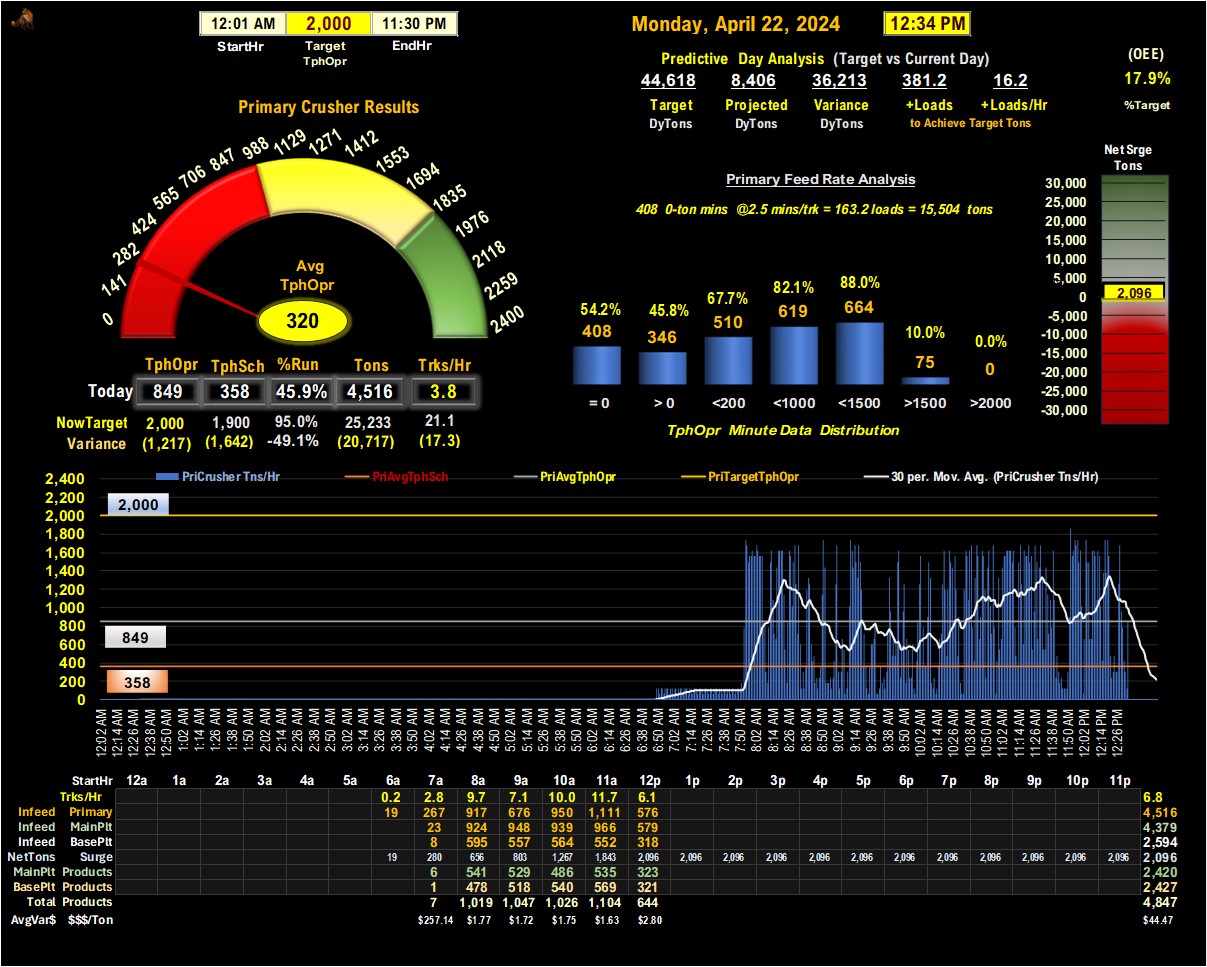 12:01 AM 2,000 11:30 PM
StartHr Target TphOpr EndHr
Monday, April 22, 2024 12:34 PM
Predictive Day Analysis (Target vs Current Day)
44,618 8,406 36,213 381.2 16.2
Target Projected Variance +Loads +Loads/Hr
DyTons DyTons DyTons to Achieve Target Tons
(OEE)
17.9%
%Target
Primary Crusher Results
0 141 282 424 565 706 847 988 1129 1271 1412 1553 1694 1835 1976 2118 2259 2400
Avg
TphOpr
320
TphOpr TphSch %Run Tons Trks/Hr
Today 849 358 45.9% 4,516 3.8
NowTarget 2,000 1,900 95.0% 25,233 21.1
Variance (1,217) (1,642) -49.1% (20,717) (17.3)
Primary Feed Rate Analysis
408 0-ton mins @2.5 mins/trk = 163.2 loads = 15,504 tons
54.2% 45.8% 67.7% 82.1% 88.0% 10.0% 0.0%
408 346 510 619 664 75 0
= 0 > 0 <200 <1000 <1500 >1500 >2000
TphOpr Minute Data Distribution
Net Srge
Tons
30,000
25,000
20,000
15,000
10,000
5,000
0 2,096
-5,000
-10,000
-15,000
-20,000
-25,000
-30,000
PriCrusher Tns/Hr PriAvgTphSch PriAvgTphOpr PriTargetTphOpr 30 per. Mov. Avg. (PriCrusher Tns/Hr)
2,400
2,200
2,000
1,800
1,600
1,400
1,200
1,000
800
600
400
200
0
2,000
849
358
12:02 AM 12:14 AM 12:26 AM 12:38 AM 12:50 AM 1:02 AM 1:14 AM 1:26 AM 1:38 AM 1:50 AM 2:02 AM 2:14 AM 2:26 AM 2:38 AM 2:50 AM 3:02 AM 3:14 AM 3:26 AM 3:38 AM 3:50 AM 4:02 AM 4:14 AM 4:26 AM 4:38 AM 4:50 AM 5:02 AM 5:14 AM 5:26 AM 5:38 AM 5:50 AM 6:02 AM 6:14 AM 6:26 AM 6:38 AM 6:50 AM 7:02 AM 7:14 AM 7:26 AM 7:38 AM 7:50 AM 8:02 AM 8:14 AM 8:26 AM 8:38 AM 8:50 AM 9:02 AM 9:14 AM 9:26 AM 9:38 AM 9:50 AM 10:02 AM 10:14 AM 10:26 AM 10:38 AM 10:50 AM 11:02 AM 11:14 AM 11:26 AM 11:38 AM 11:50 AM 12:02 PM 12:14 PM 12:26 PM
StartHr 12a 1a 2a 3a 4a 5a 6a 7a 8a 9a 10a 11a 12p 1p 2p 3p 4p 5p 6p 7p 8p 9p 10p 11p
Trks/Hr 0.2 2.8 9.7 7.1 10.0 11.7 6.1 6.8
Infeed Primary 19 267 917 676 950 1,111 576 4,516
Infeed MainPlt 23 924 948 939 966 579 4,379
Infeed BasePlt 8 595 557 564 552 318 2,594
NetTons Surge 19 280 656 803 1,267 1,843 2,096 2,096 2,096 2,096 2,096 2,096 2,096 2,096 2,096 2,096 2,096 2,096 2,096
MainPlt Products 6 541 529 486 535 323 2,420
BasePlt Products 1 478 518 540 569 321 2,427
Total Products 7 1,019 1,047 1,026 1,104 644 4,847
AvgVar$ $$$/Ton $257.14 $1.77 $1.72 $1.75 $1.63 $2.80 $44.47